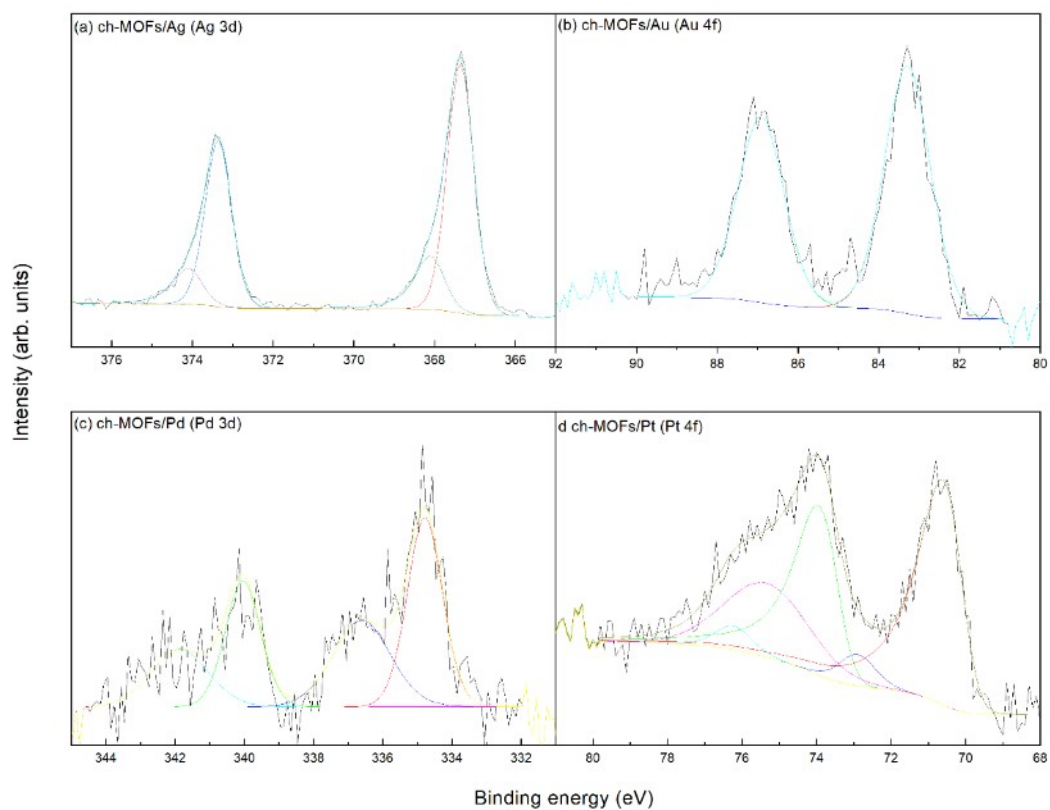 (a) ch-MOFs/Ag (Ag 3d)
(b) ch-MOFs/Au (Au 4f)
376 374 372 370 368 366
92 90 88 86 84 82 80
Intensity (arb. units)
(c) ch-MOFs/Pd (Pd 3d)
d ch-MOFs/Pt (Pt 4f)
344 342 340 338 336 334 332
80 78 76 74 72 70 68
Binding energy (eV)